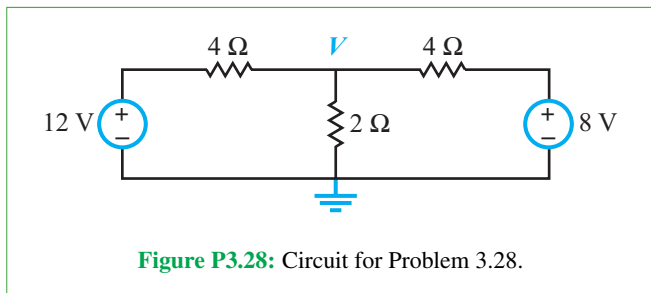 4 Ω V 4 Ω
12 V + − 2 Ω + − 8 V
Figure P3.28: Circuit for Problem 3.28.